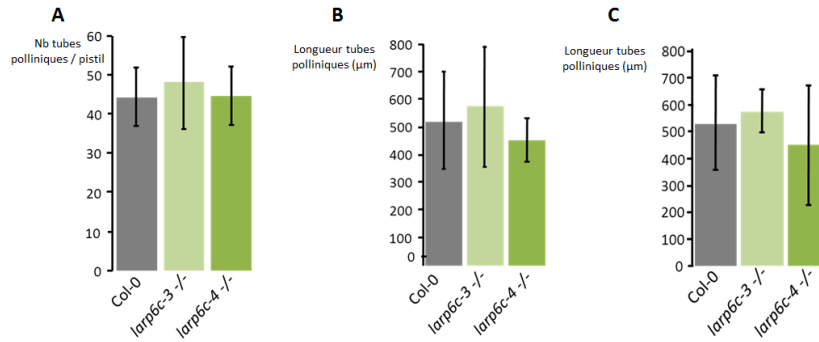 A
Nb tubes
polliniques / pistil
60
50
40
30
20
10
0
Col-0
larp6c-3 -/-
larp6c-4 -/-
B
Longueur tubes
polliniques (µm)
800
700
600
500
400
300
200
100
0
Col-0
larp6c-3 -/-
larp6c-4 -/-
C
Longueur tubes
polliniques (µm)
800
700
600
500
400
300
200
100
0
Col-0
larp6c-3 -/-
larp6c-4 -/-